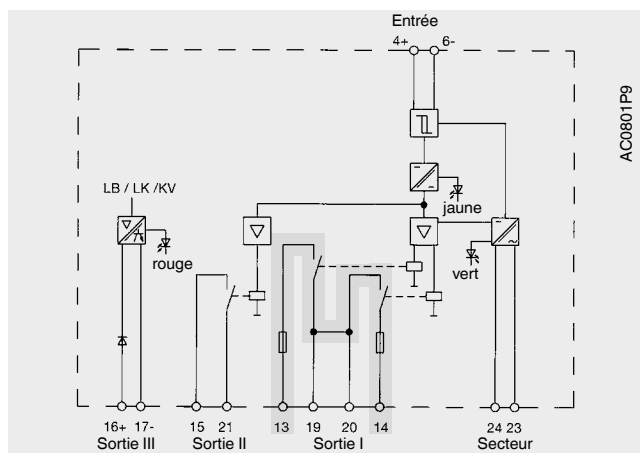 Entrée
4+ 6-
AC0801P9
LB / LK /KV
jaune
rouge
vert
16+ 17- 15 21 13 19 20 14 24 23
Sortie III Sortie II Sortie I Secteur